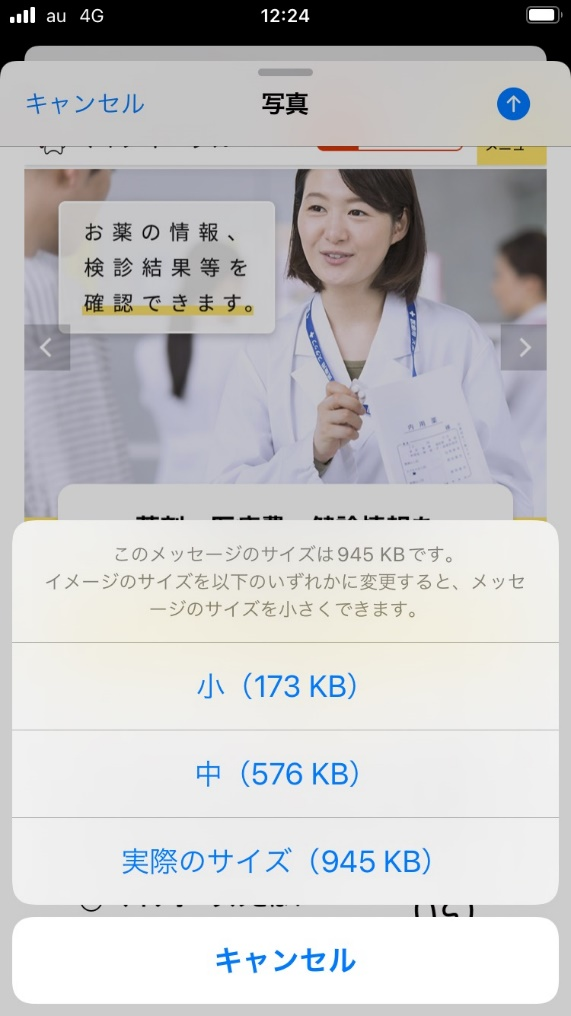 au 4G
12:24
キャンセル
写真
お薬の情報、
検診結果等を
確認できます。
内用薬
このメッセージのサイズは945 KBです。
イメージのサイズを以下のいずれかに変更すると、メッセ
ージのサイズを小さくできます。
小（173 KB）
中（576 KB）
実際のサイズ（945 KB）
キャンセル